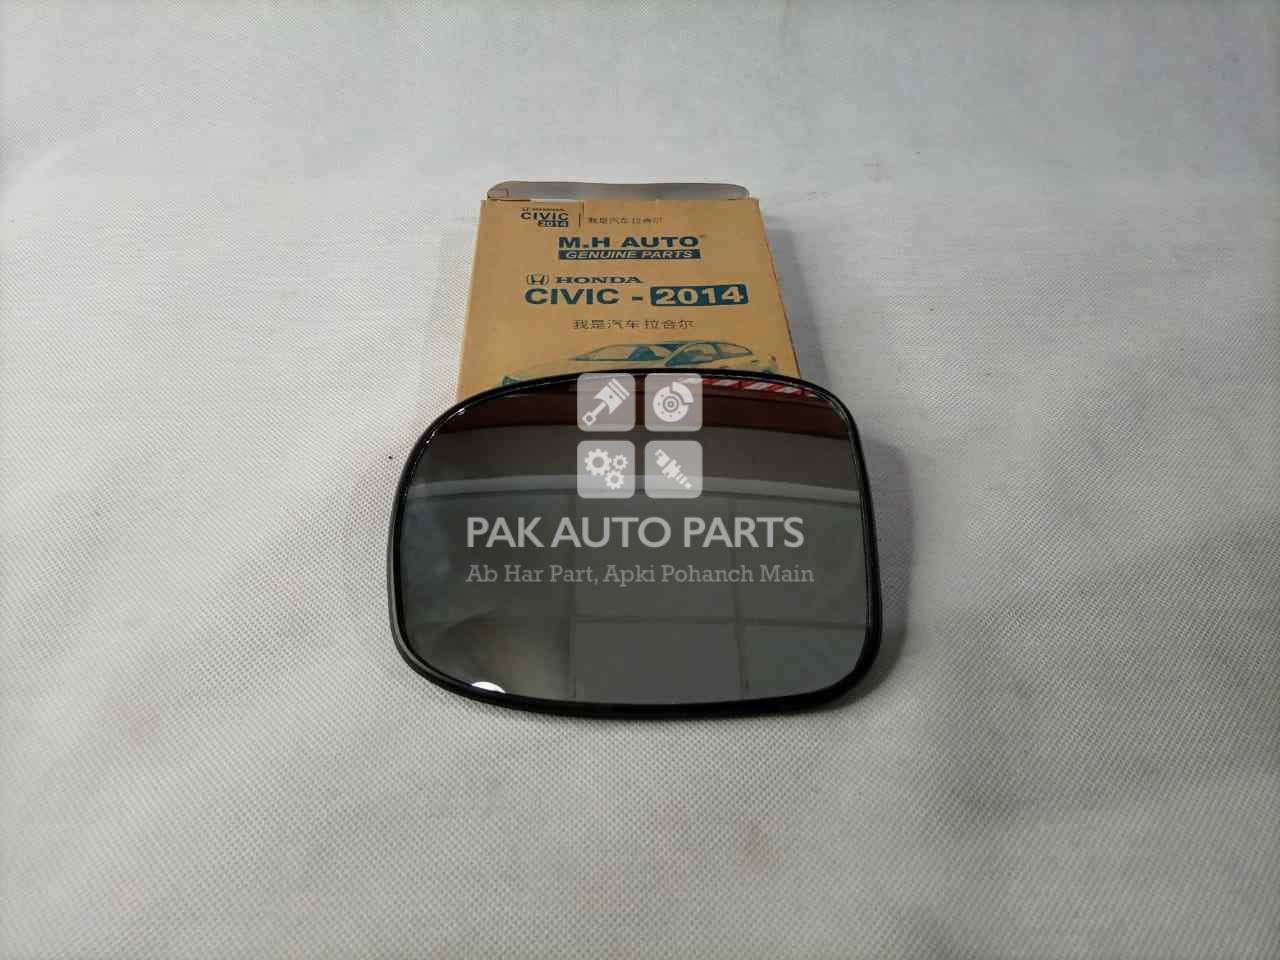 HONDA
CIVIC
2014
我是汽车 拉合尔
M.H AUTO
GENUINE PARTS
HONDA
CIVIC - 2014
我是汽车 拉合尔
PAK AUTO PARTS
Ab Har Part, Apki Pohanch Main